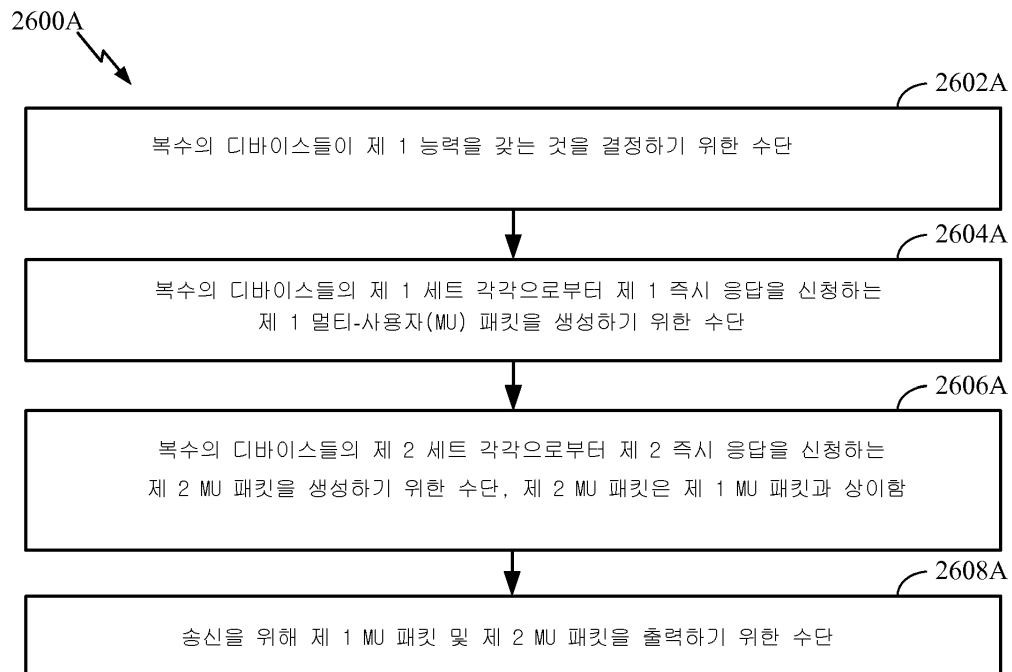 2600A
2602A
복수의 디바이스들이 제 1 능력을 갖는 것을 결정하기 위한 수단
2604A
복수의 디바이스들의 제 1 세트 각각으로부터 제 1 즉시 응답을 신청하는
제 1 멀티-사용자(MU) 패킷을 생성하기 위한 수단
2606A
복수의 디바이스들의 제 2 세트 각각으로부터 제 2 즉시 응답을 신청하는
제 2 MU 패킷을 생성하기 위한 수단, 제 2 MU 패킷은 제 1 MU 패킷과 상이함
2608A
송신을 위해 제 1 MU 패킷 및 제 2 MU 패킷을 출력하기 위한 수단